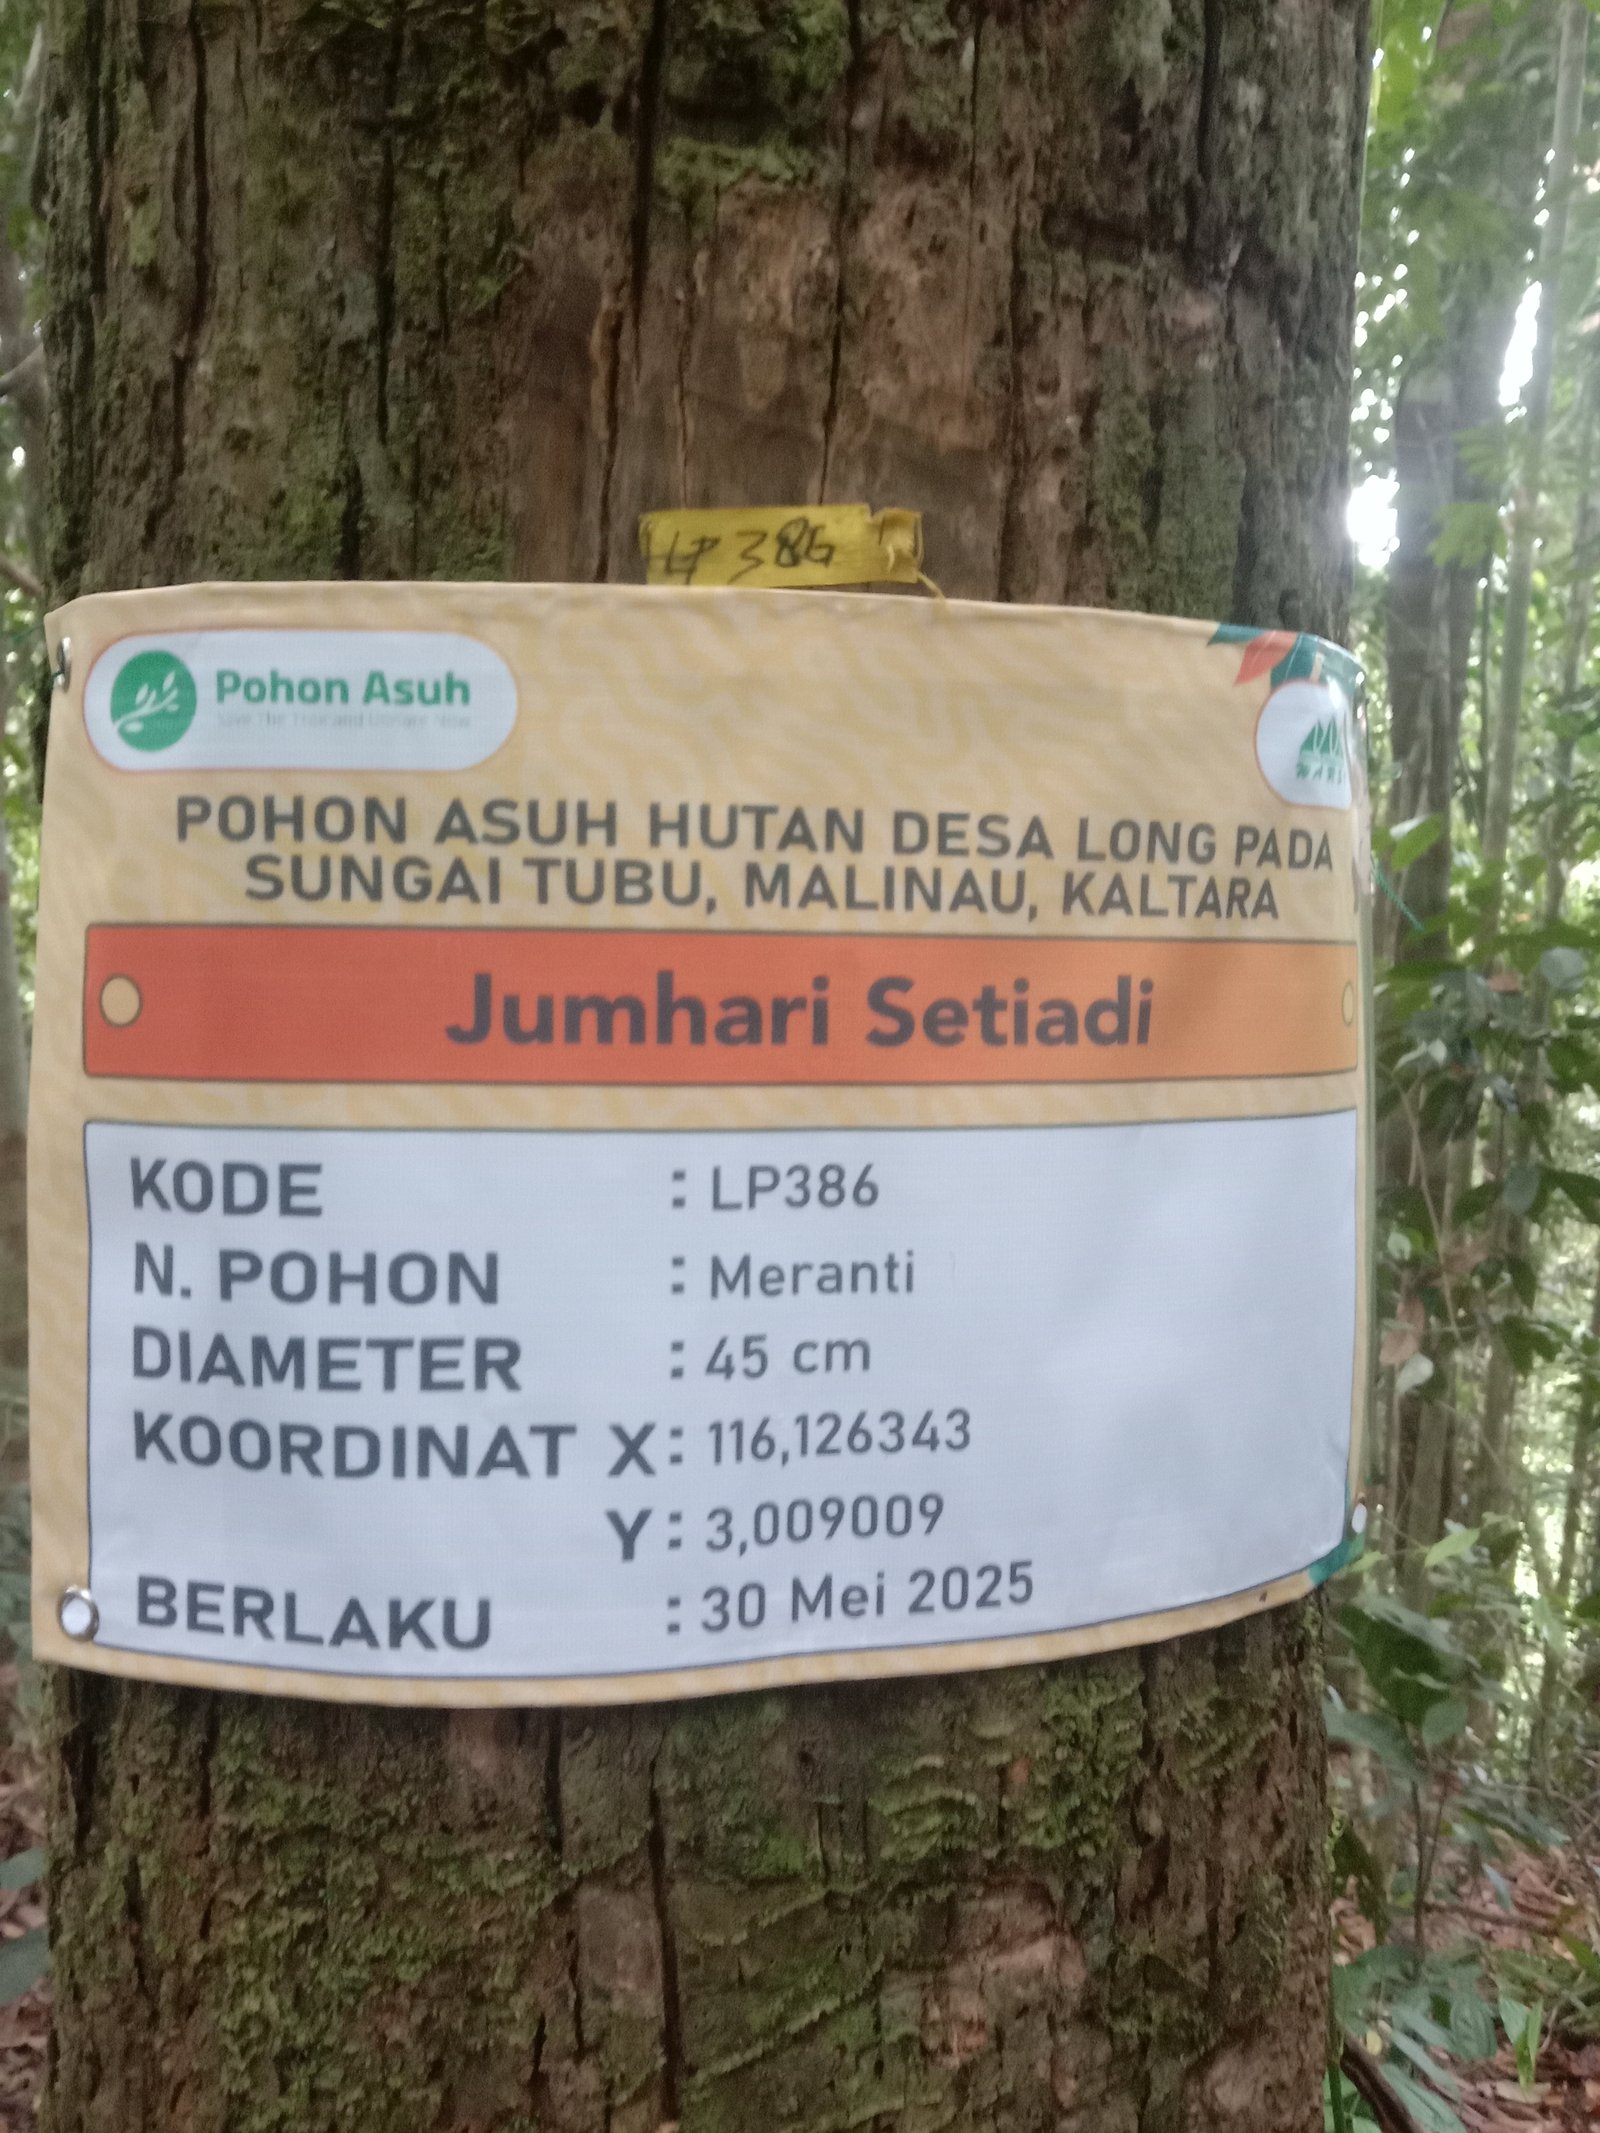 LP 386
Pohon Asuh
POHON ASUH HUTAN DESA LONG PADA
SUNGAI TUBU, MALINAU, KALTARA
Jumhari Setiadi
KODE : LP386
N. POHON : Meranti
DIAMETER : 45 cm
KOORDINAT X : 116,126343
Y : 3,009009
BERLAKU : 30 Mei 2025